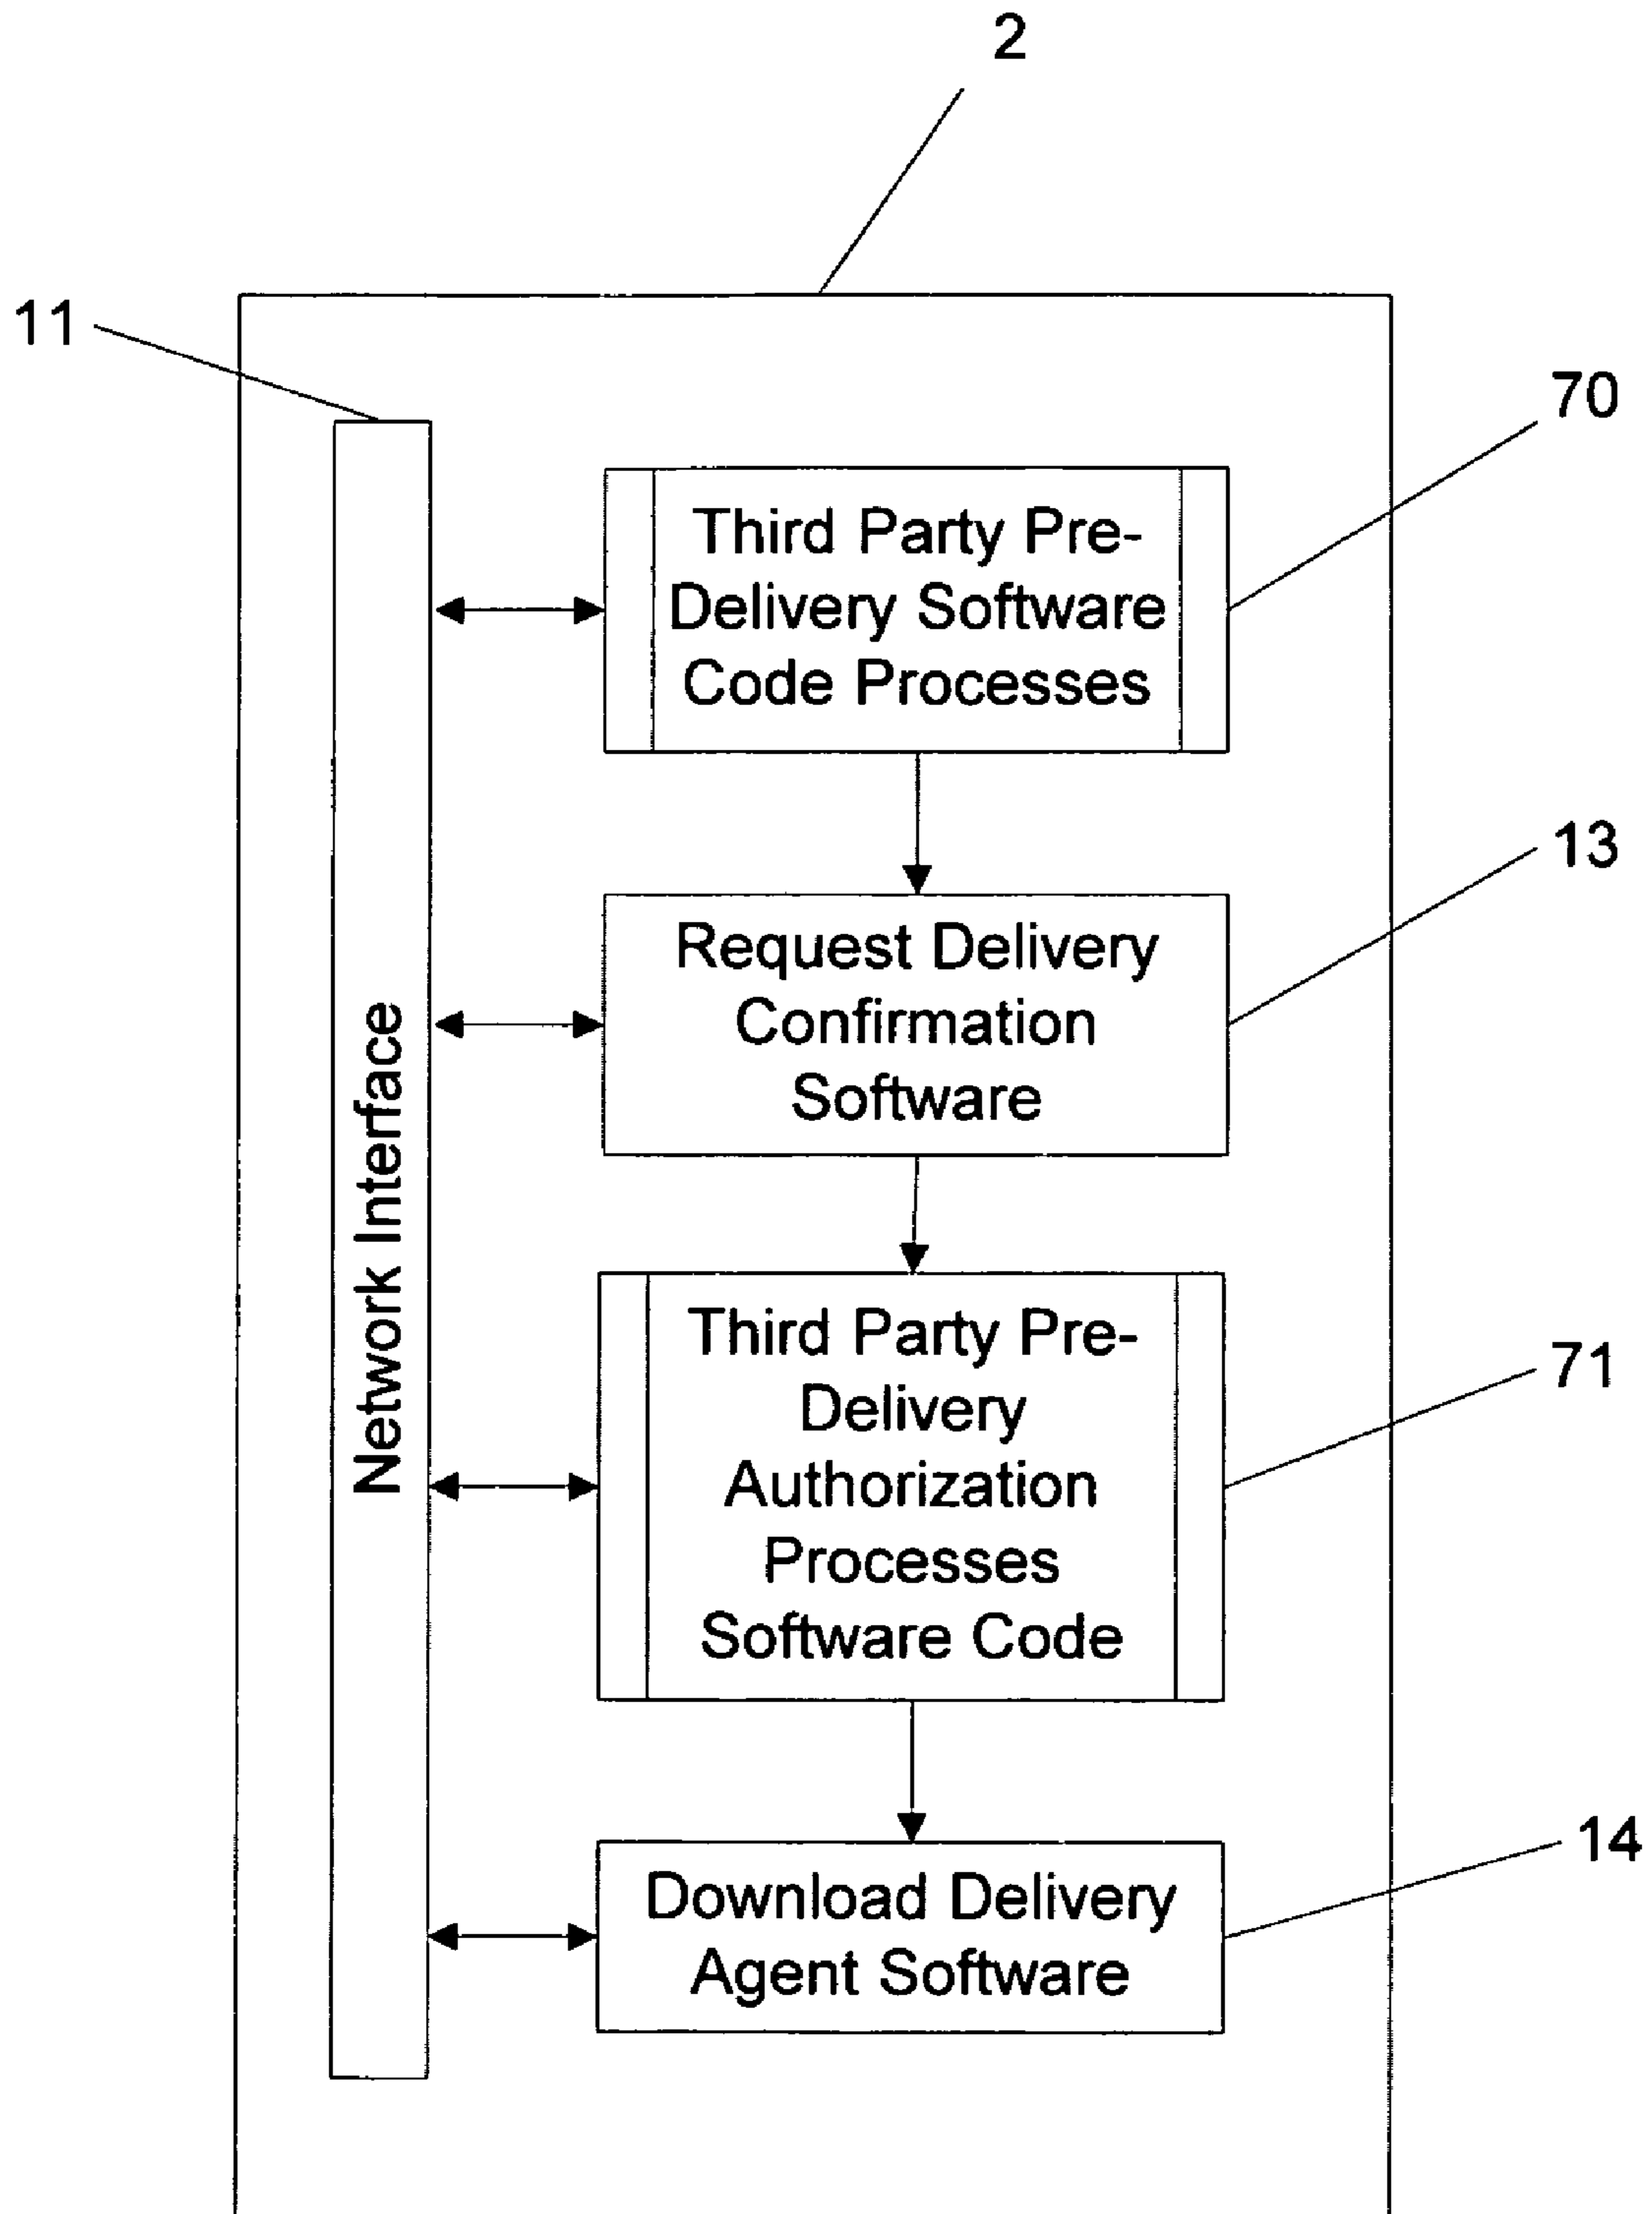 2
11
70
Third Party Pre-
Delivery Software
Code Processes
13
Request Delivery
Confirmation
Software
Network Interface
71
Third Party Pre-
Delivery
Authorization
Processes
Software Code
14
Download Delivery
Agent Software